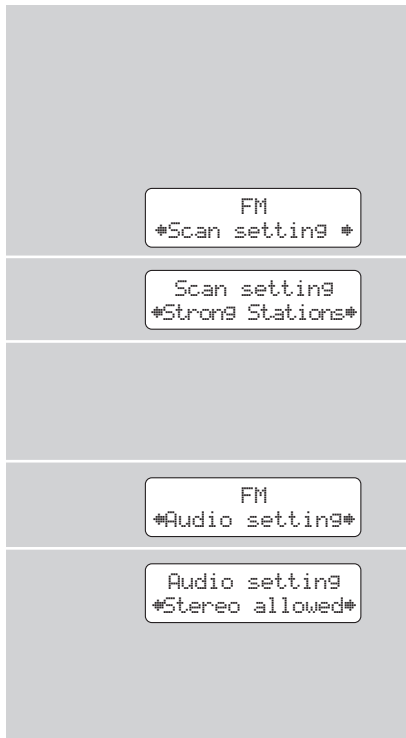 FM
Scan setting
Scan setting
Strong Stations
FM
Audio setting
Audio setting
Stereo allowed